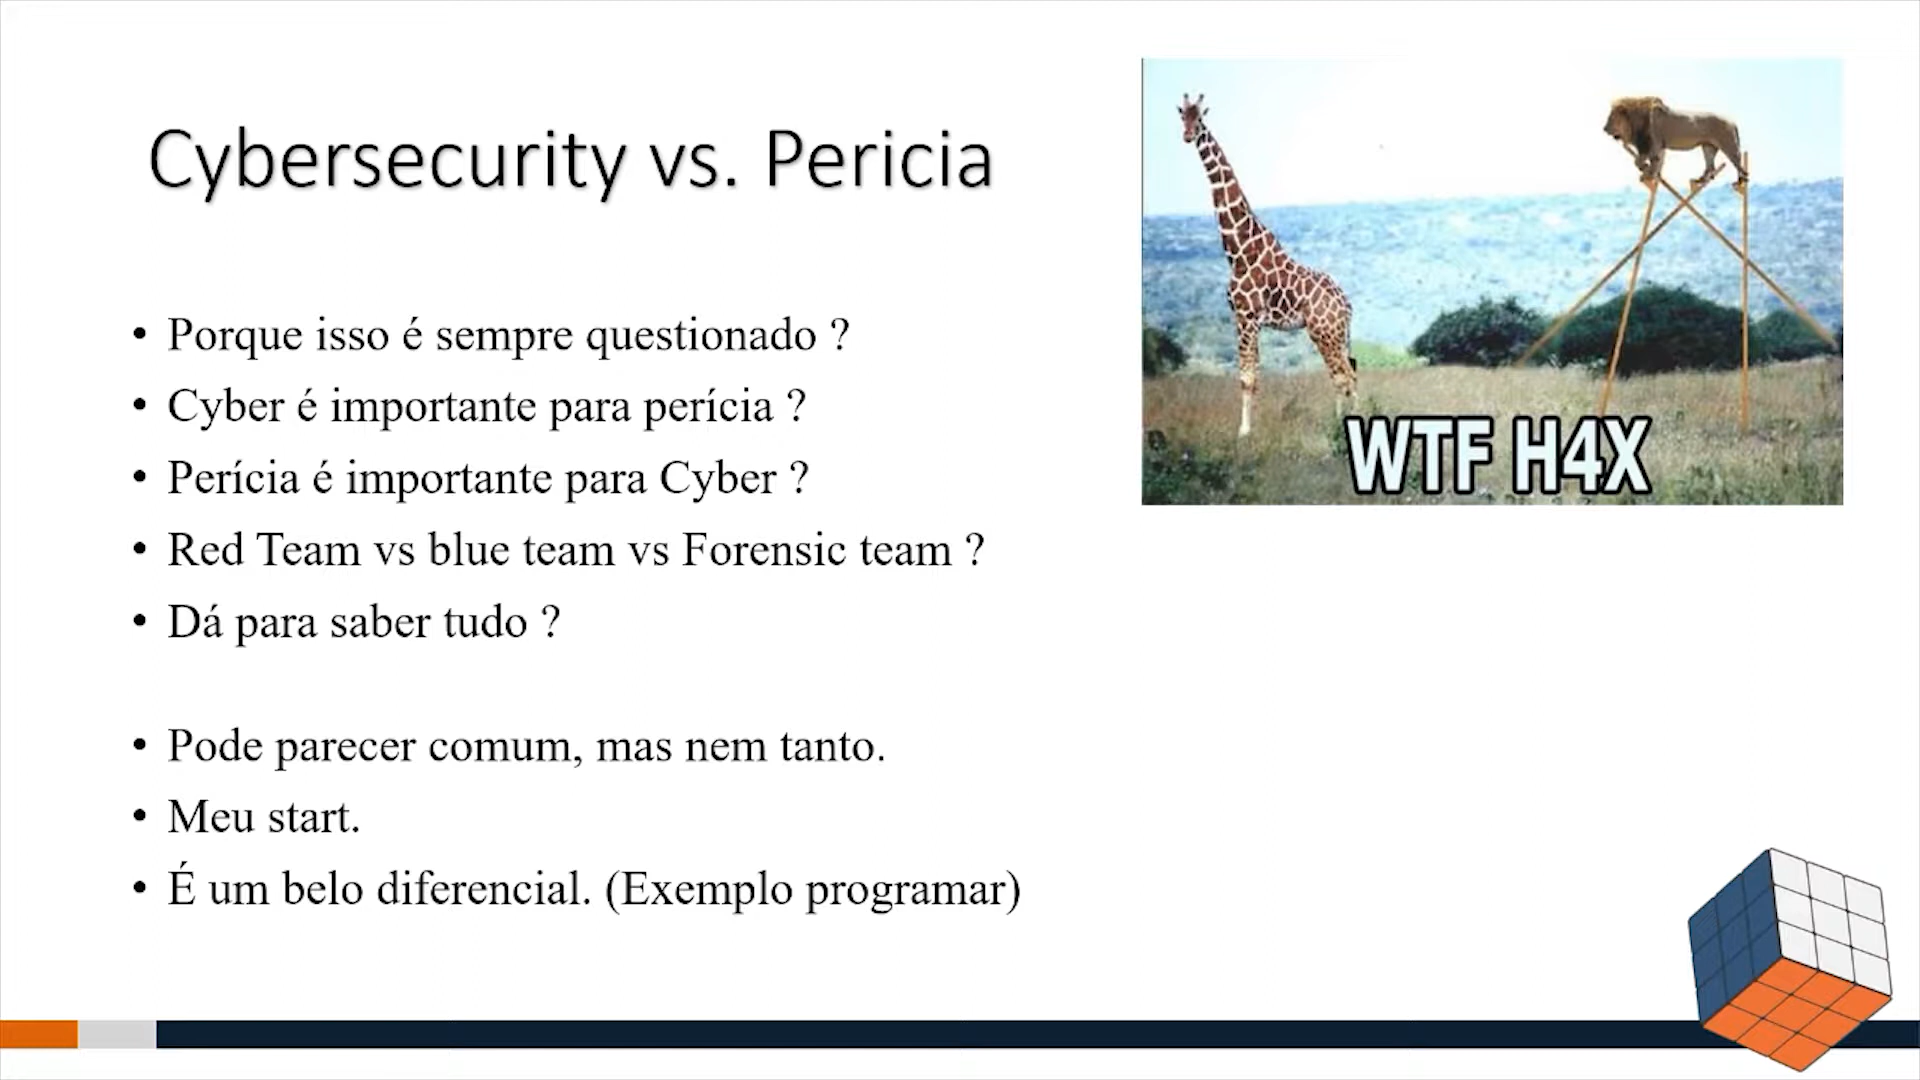 Cybersecurity vs. Pericia
• Porque isso é sempre questionado ?
• Cyber é importante para perícia ?
• Perícia é importante para Cyber ?
• Red Team vs blue team vs Forensic team ?
• Dá para saber tudo ?
• Pode parecer comum, mas nem tanto.
• Meu start.
• É um belo diferencial. (Exemplo programar)
WTF H4X